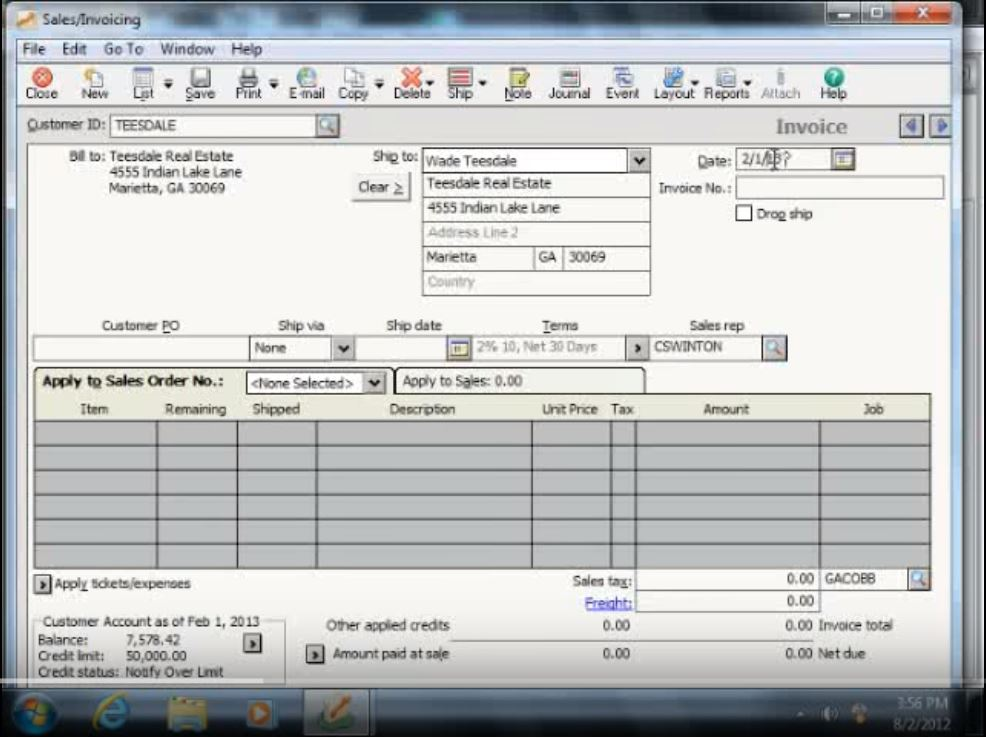 Sales/Invoicing
File Edit Go To Window Help
Close New List Save Print E-mail Copy Delete Ship Note Journal Event Layout Reports Attach Help
Customer ID: TEESDALE
Invoice
Bill to: Teesdale Real Estate
4555 Indian Lake Lane
Marietta, GA 30069
Clear >
Ship to: Wade Teesdale
Teesdale Real Estate
4555 Indian Lake Lane
Address Line 2
Marietta GA 30069
Country
Date: 2/1/
Invoice No.:
Drop ship
Customer PO Ship via Ship date Terms Sales rep
None 2% 10, Net 30 Days CSWINTON
Apply to Sales Order No.: <None Selected> Apply to Sales: 0.00
Item Remaining Shipped Description Unit Price Tax Amount Job
Apply tickets/expenses
Sales tax: 0.00 GACOBB
Freight: 0.00
Customer Account as of Feb 1, 2013
Balance: 7,578.42
Credit limit: 50,000.00
Credit status: Notify Over Limit
Other applied credits 0.00 0.00 Invoice total
Amount paid at sale 0.00 0.00 Net due
3:56 PM
8/2/2012